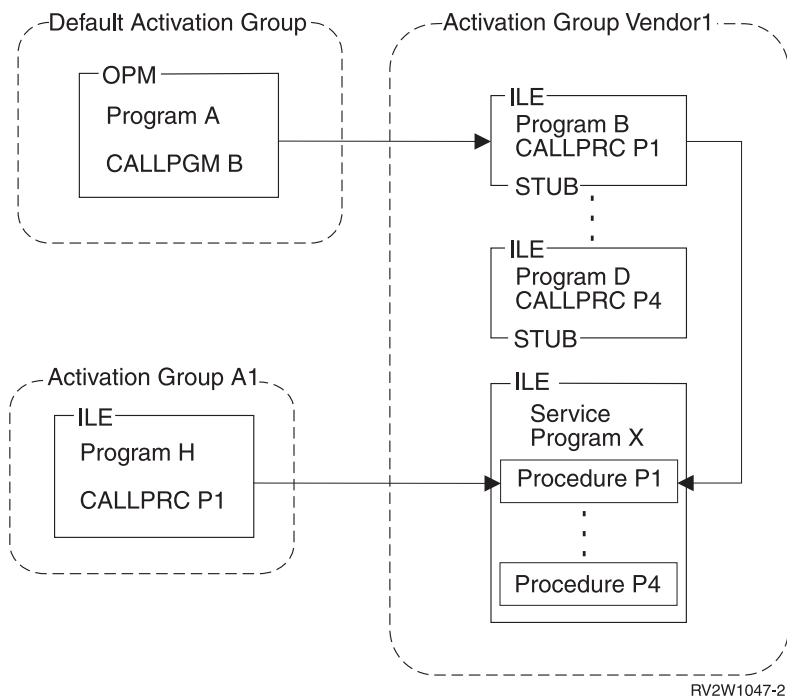 Default Activation Group
OPM
Program A
CALLPGM B
Activation Group Vendor1
ILE
Program B
CALLPRC P1
STUB
ILE
Program D
CALLPRC P4
STUB
Activation Group A1
ILE
Program H
CALLPRC P1
ILE
Service
Program X
Procedure P1
Procedure P4
RV2W1047-2